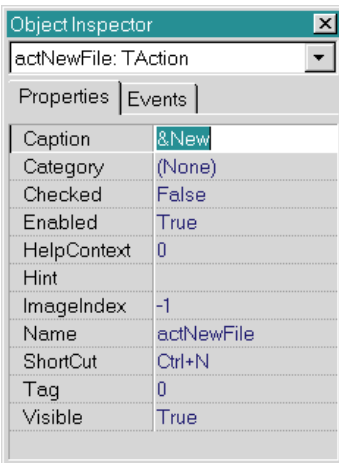 Object Inspector
actNewFile: TAction
Properties Events
Caption &New
Category (None)
Checked False
Enabled True
HelpContext 0
Hint
ImageIndex -1
Name actNewFile
ShortCut Ctrl+N
Tag 0
Visible True